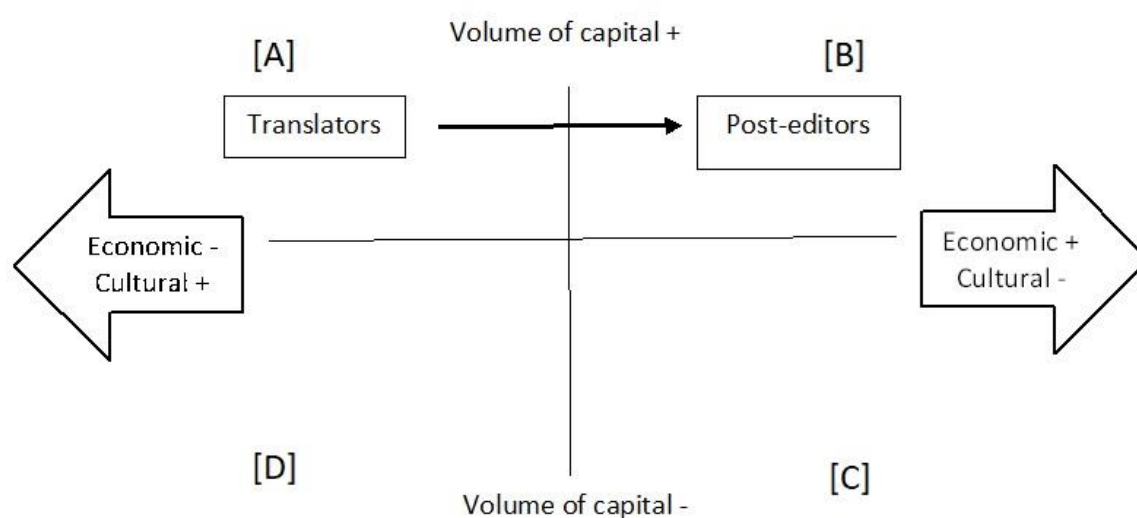 Volume of capital +
[A]
[B]
Translators
Post-editors
Economic -
Cultural +
Economic +
Cultural -
[D]
[C]
Volume of capital -